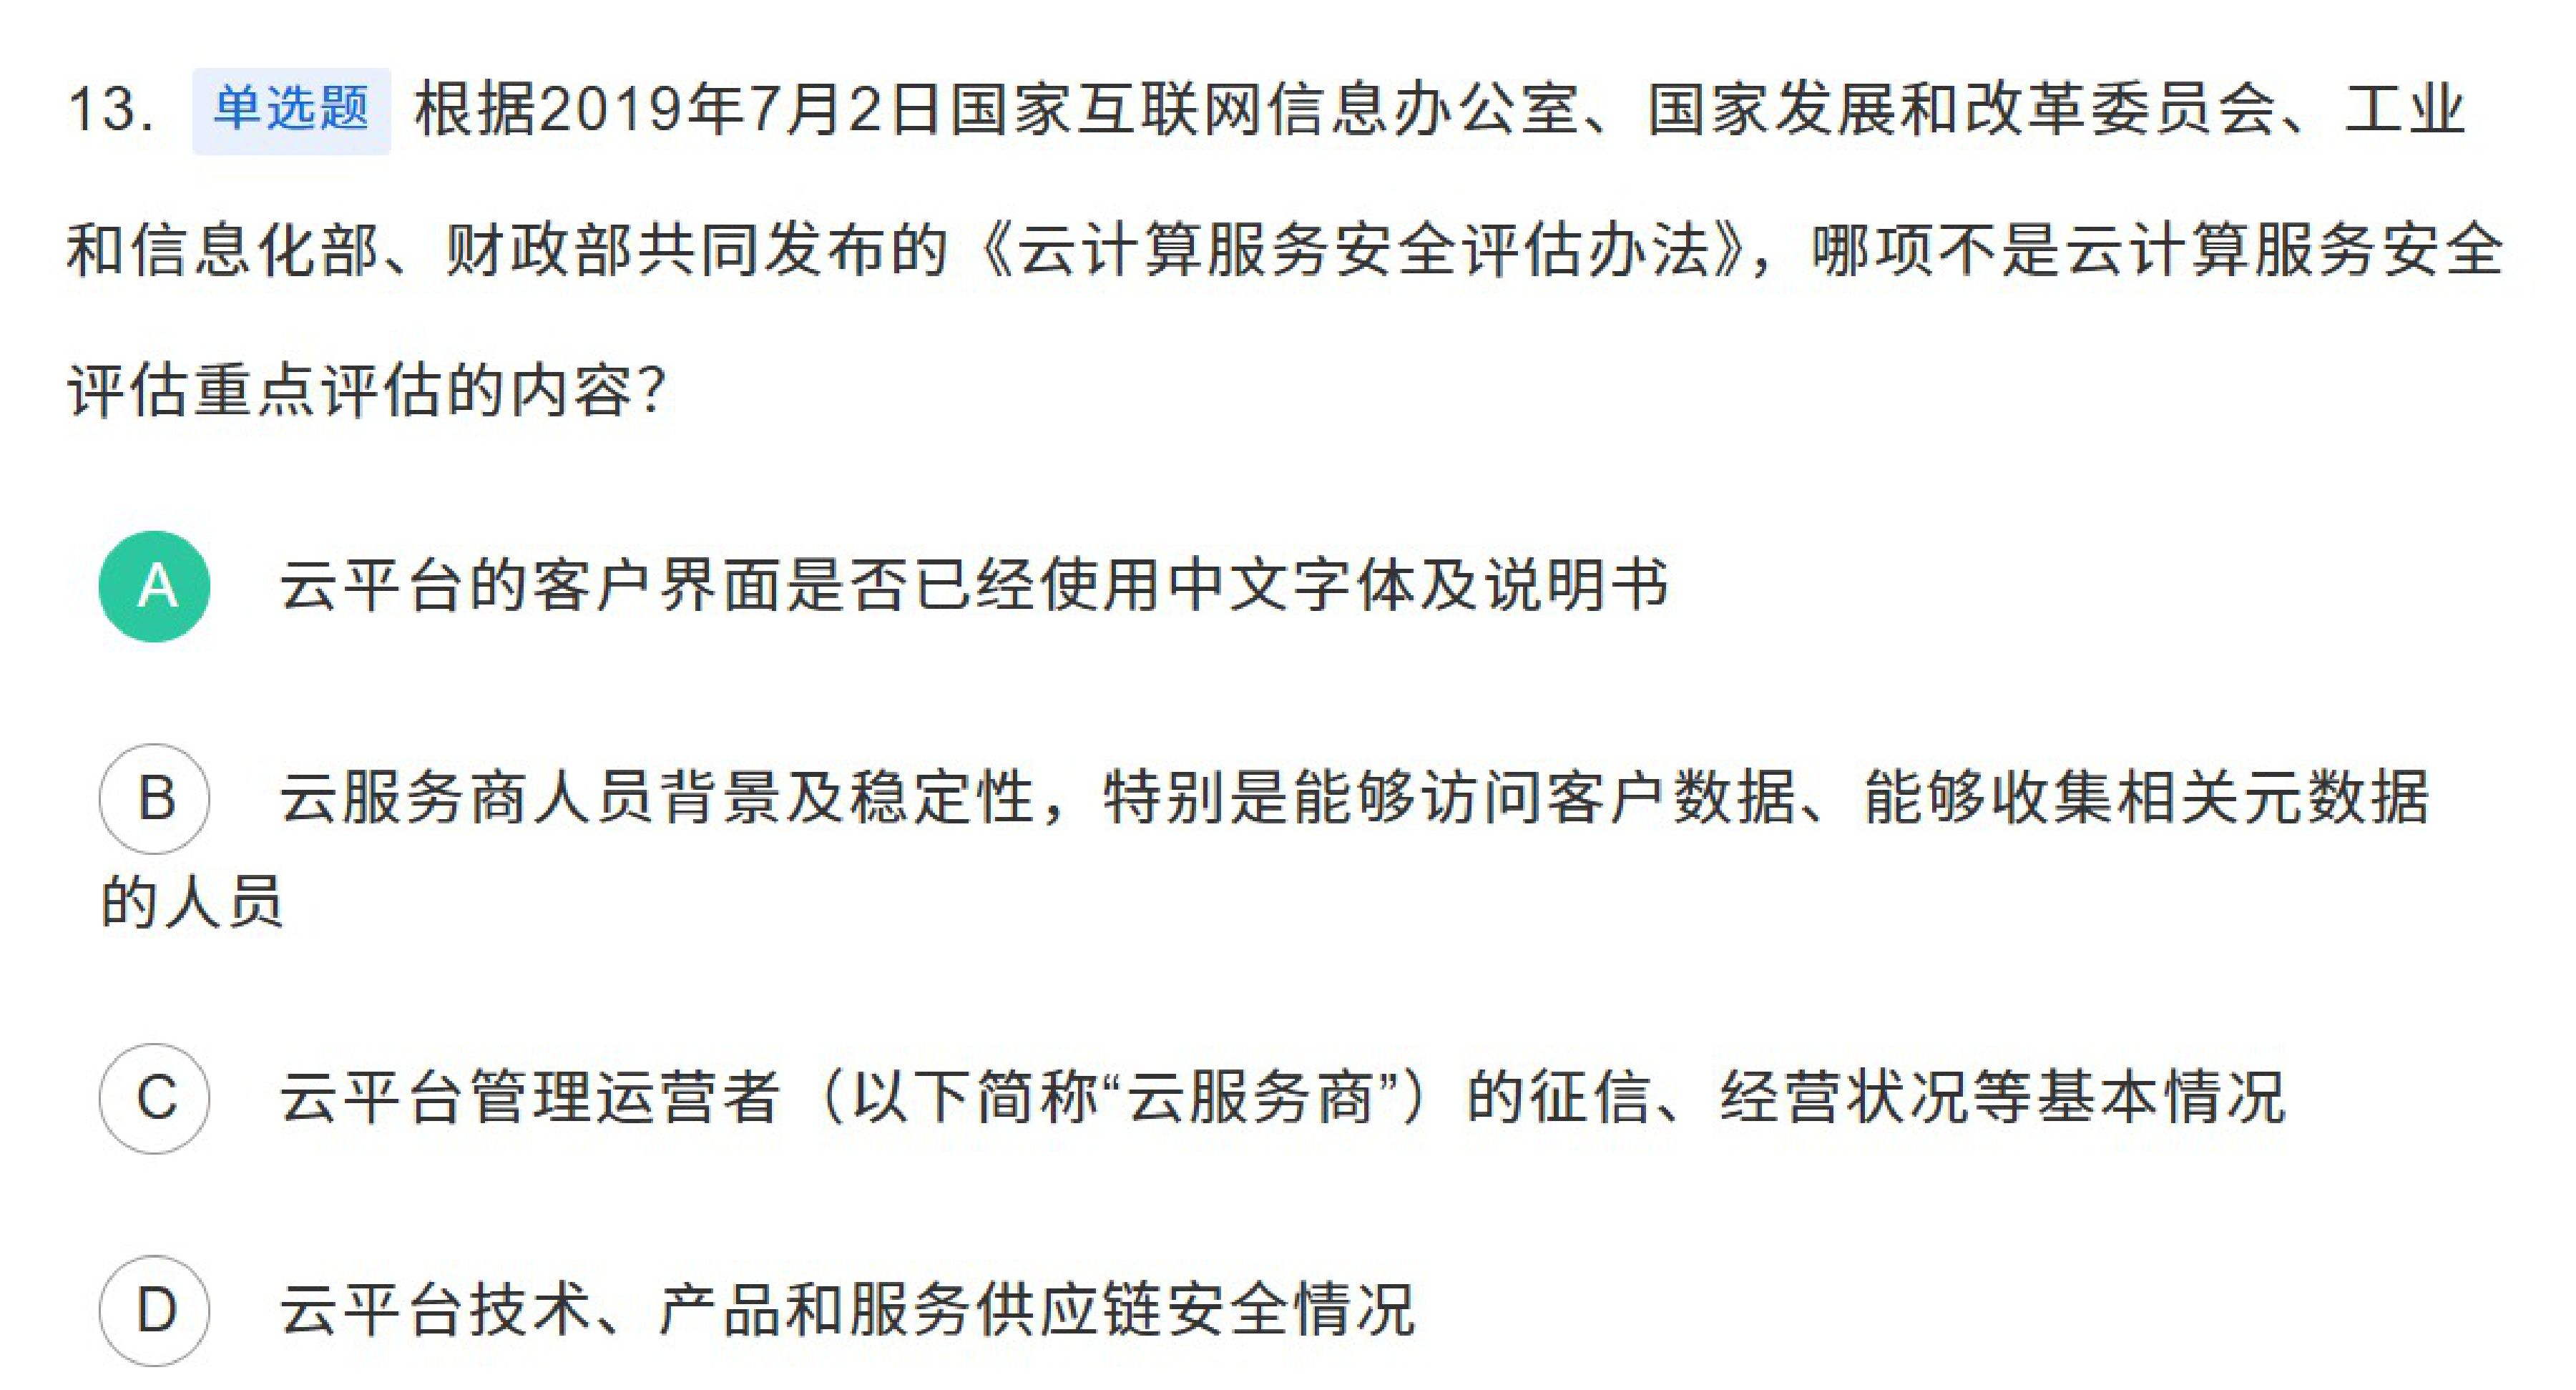 13. 单选题 根据2019年7月2日国家互联网信息办公室、国家发展和改革委员会、工业
和信息化部、财政部共同发布的《云计算服务安全评估办法》，哪项不是云计算服务安全
评估重点评估的内容？
A 云平台的客户界面是否已经使用中文字体及说明书
B 云服务商人员背景及稳定性，特别是能够访问客户数据、能够收集相关元数据
的人员
C 云平台管理运营者（以下简称“云服务商”）的征信、经营状况等基本情况
D 云平台技术、产品和服务供应链安全情况